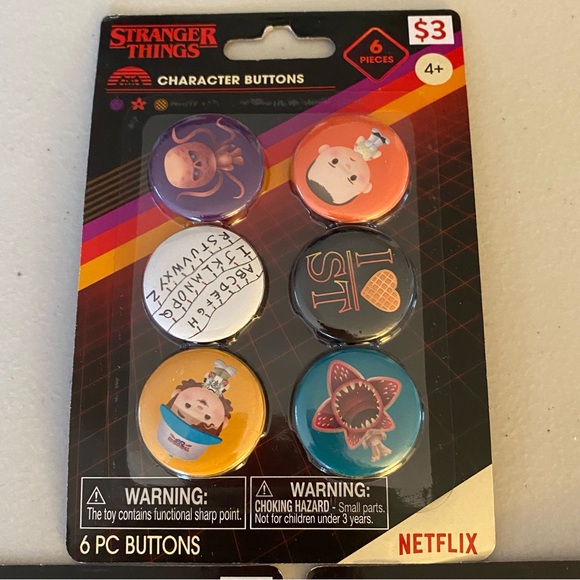 STRANGER
THINGS
$3
6
PIECES
4+
CHARACTER BUTTONS
ABCDEFGH
IJKLMNOPQ
RSTUVWXYZ
I
ST
WARNING:
The toy contains functional sharp point.
WARNING:
CHOKING HAZARD - Small parts.
Not for children under 3 years.
6 PC BUTTONS
NETFLIX